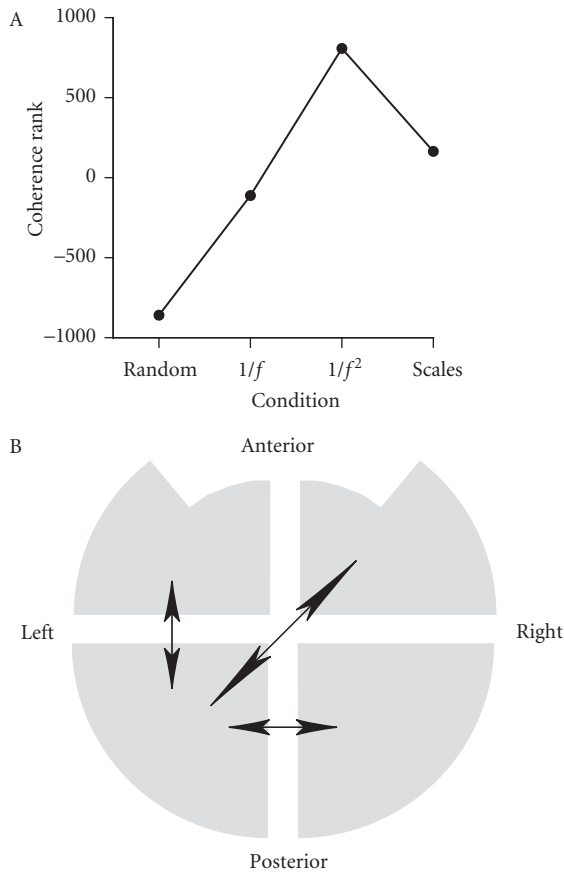 A
1000
500
0
−500
−1000
Coherence rank
Random 1/f 1/f² Scales
Condition
B
Anterior
Left Right
Posterior